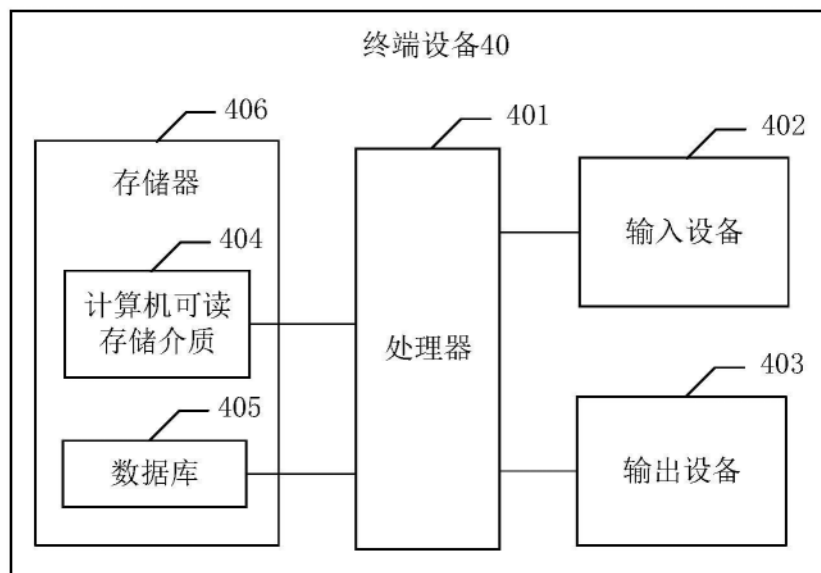 终端设备40
406
401
402
存储器
404
计算机可读
存储介质
处理器
输入设备
405
数据库
403
输出设备